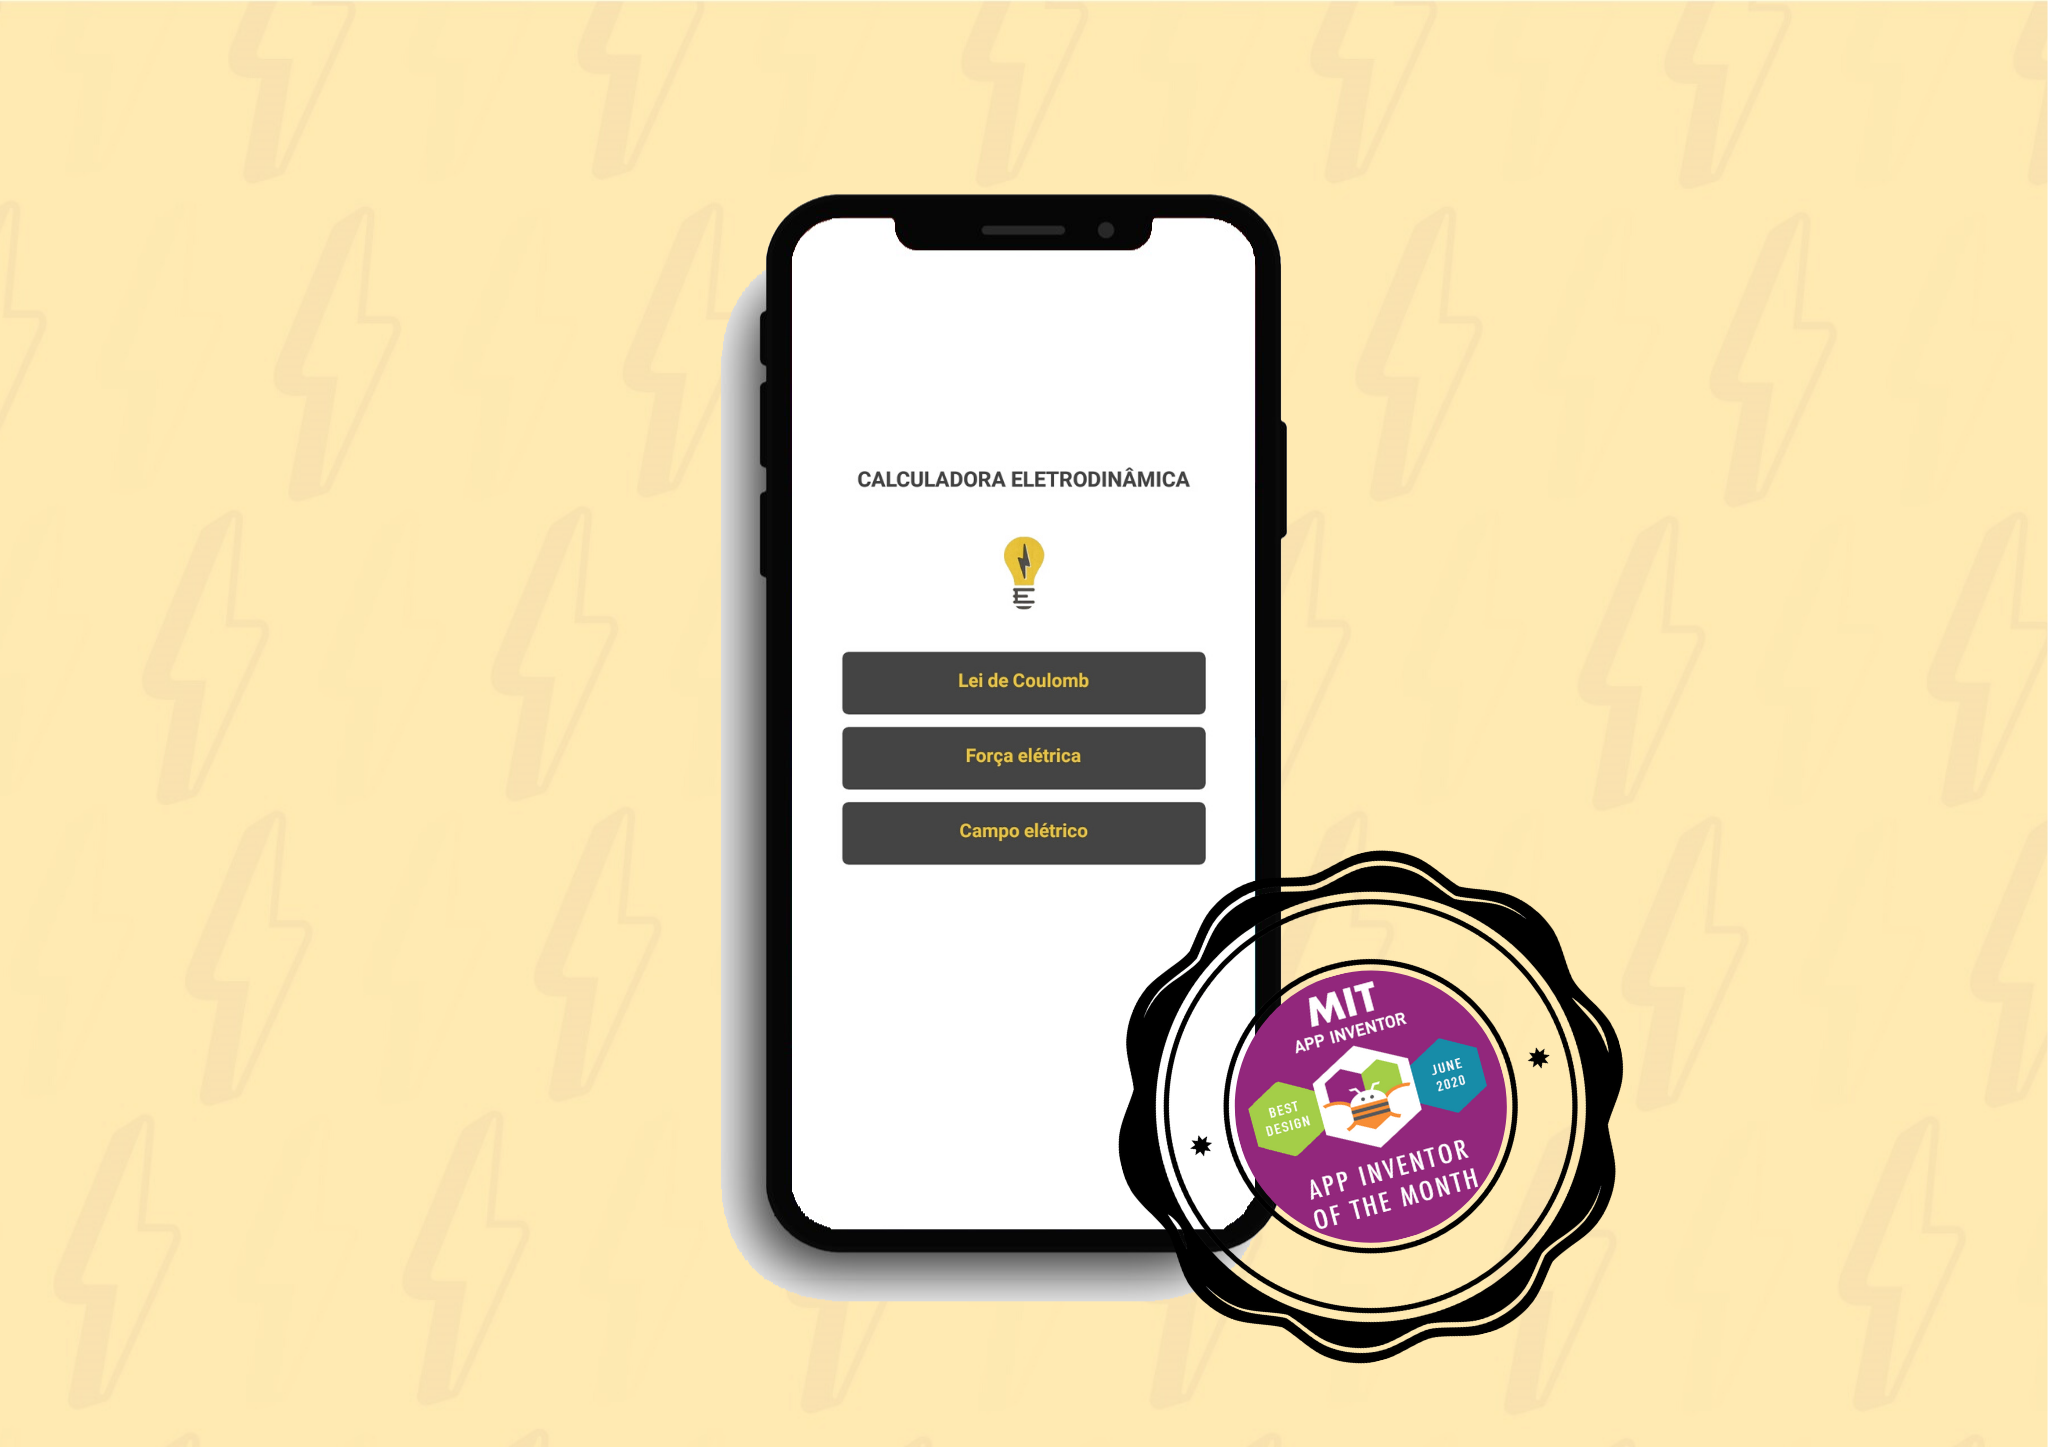 CALCULADORA ELETRODINÂMICA
Lei de Coulomb
Força elétrica
Campo elétrico
MIT
APP INVENTOR
BEST
DESIGN
JUNE
2020
APP INVENTOR
OF THE MONTH